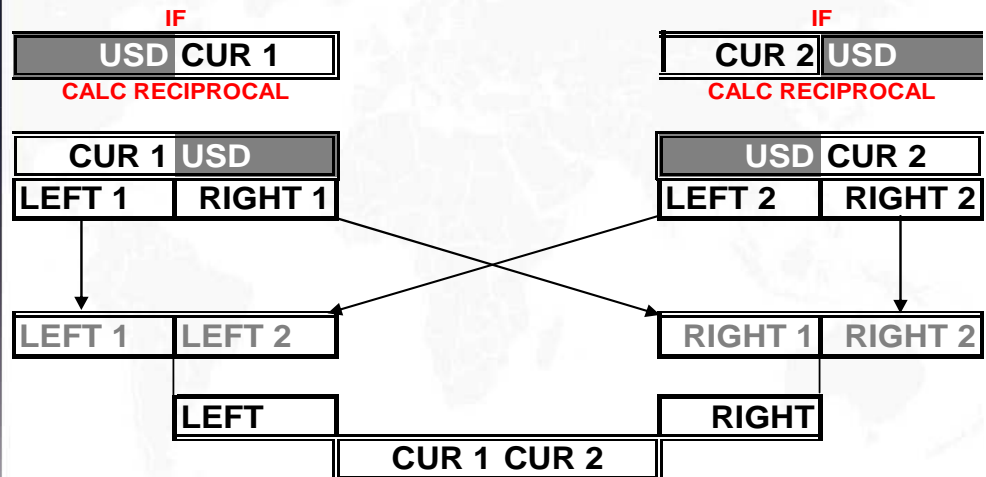 IF IF
USD CUR 1 CUR 2 USD
CALC RECIPROCAL CALC RECIPROCAL
CUR 1 USD USD CUR 2
LEFT 1 RIGHT 1 LEFT 2 RIGHT 2
LEFT 1 LEFT 2 RIGHT 1 RIGHT 2
LEFT RIGHT
CUR 1 CUR 2